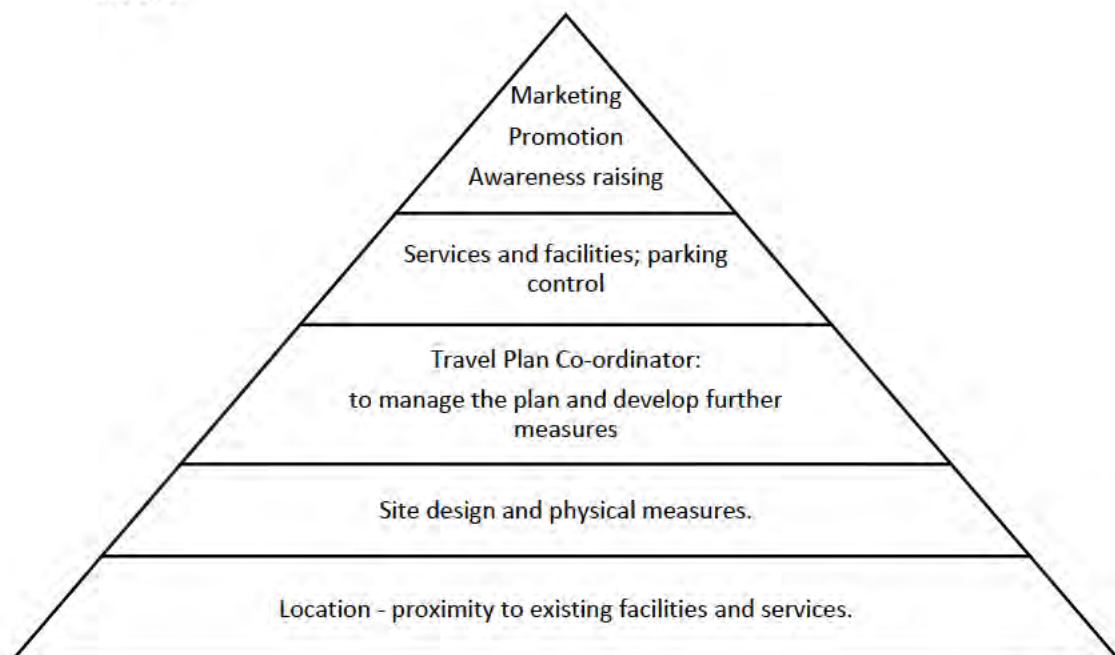 Marketing
Promotion
Awareness raising
Services and facilities; parking
control
Travel Plan Co-ordinator:
to manage the plan and develop further
measures
Site design and physical measures.
Location - proximity to existing facilities and services.